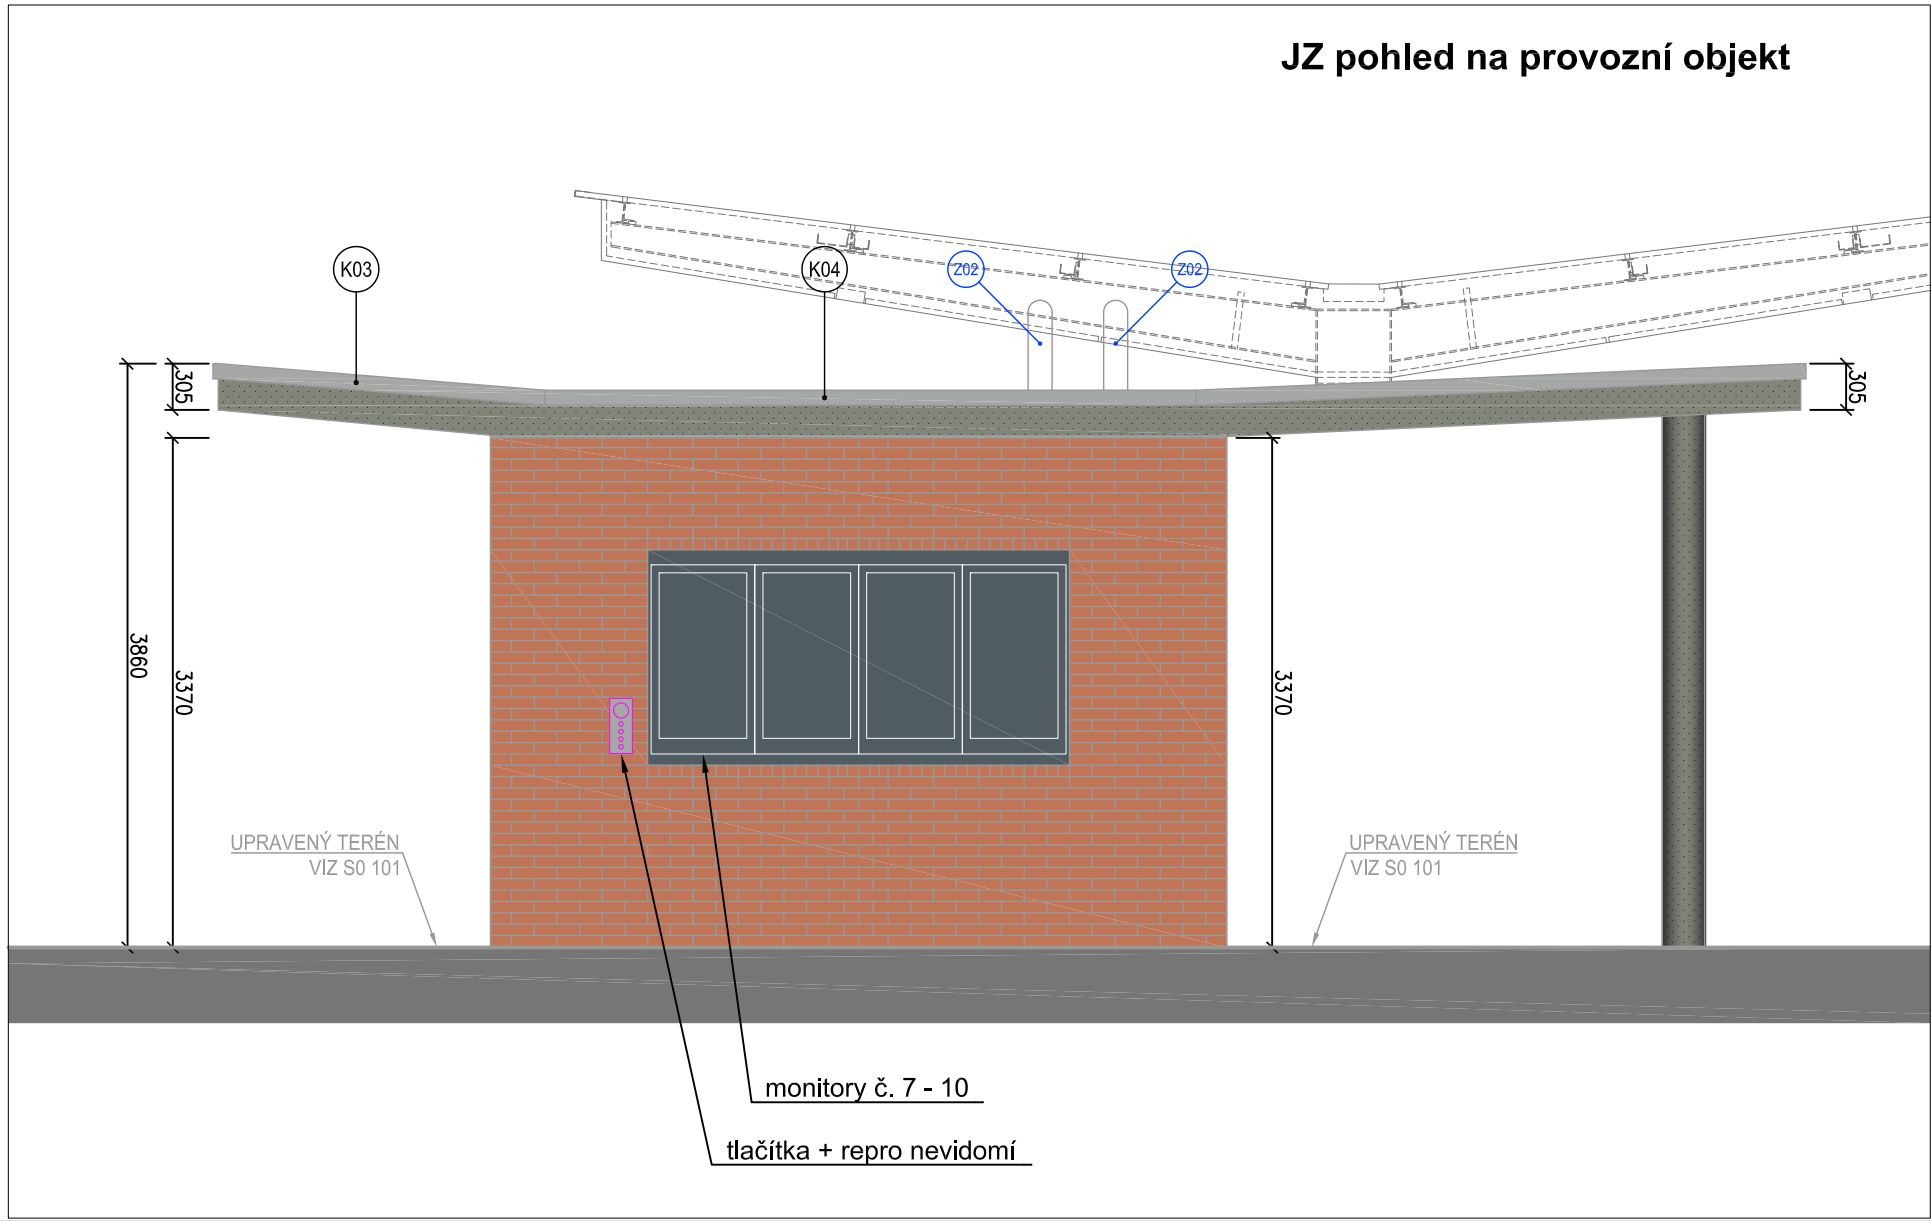 JZ pohled na provozní objekt
K03
K04
Z02
Z02
305
305
3860
3370
3370
UPRAVENÝ TERÉN
VIZ S0 101
UPRAVENÝ TERÉN
VIZ S0 101
monitory č. 7 - 10
tlačítka + repro nevidomí